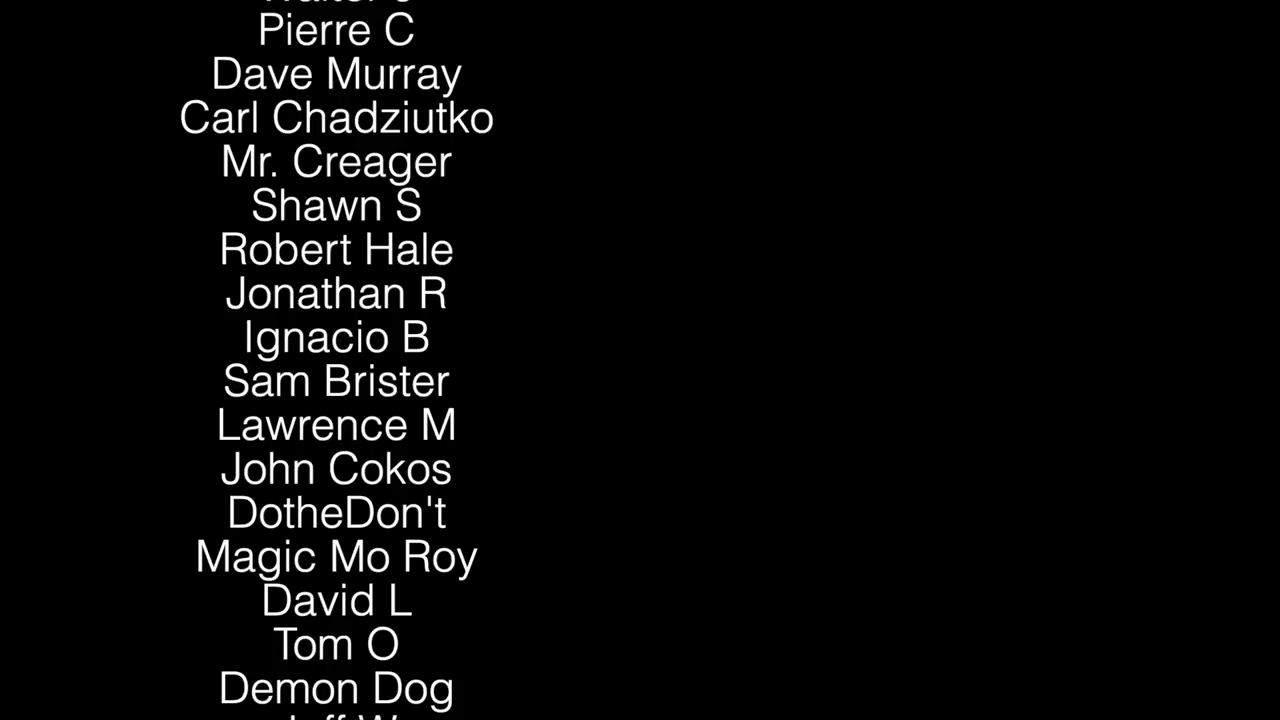 Pierre C
Dave Murray
Carl Chadziutko
Mr. Creager
Shawn S
Robert Hale
Jonathan R
Ignacio B
Sam Brister
Lawrence M
John Cokos
DotheDon't
Magic Mo Roy
David L
Tom O
Demon Dog